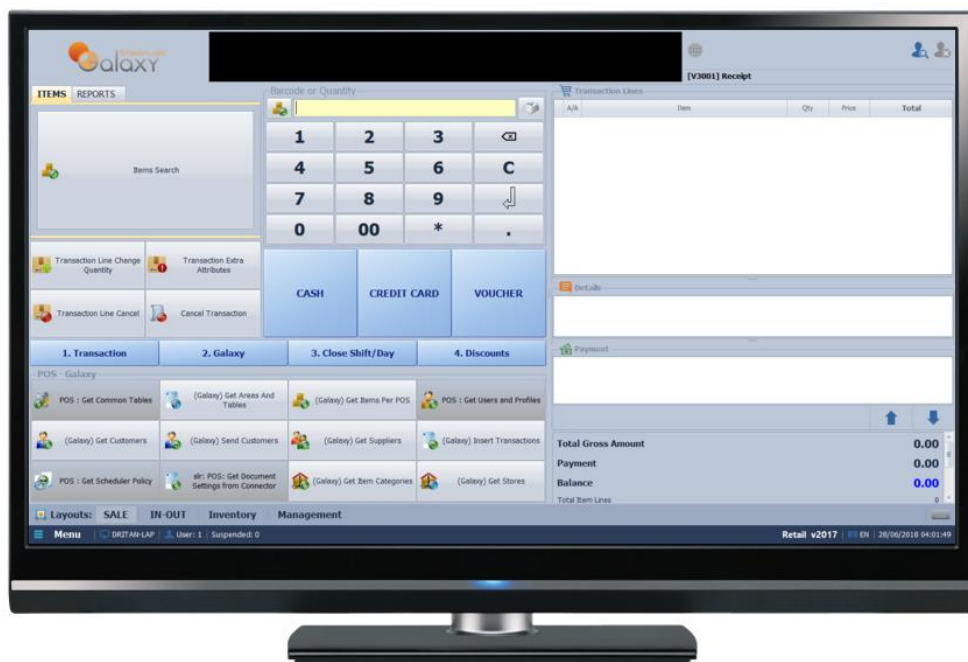 Galaxy
[V3001] Receipt
ITEMS REPORTS
Barcode or Quantity
Transaction Lines
A/A Item Qty Price Total
Items Search
1 2 3
4 5 6 C
7 8 9
0 00 * .
Transaction Line Change Quantity
Transaction Extra Attributes
Transaction Line Cancel
Cancel Transaction
CASH CREDIT CARD VOUCHER
Details
1. Transaction 2. Galaxy 3. Close Shift/Day 4. Discounts
Payment
POS - Galaxy
POS : Get Common Tables
(Galaxy) Get Areas And Tables
(Galaxy) Get Items Per POS
POS : Get Users and Profiles
(Galaxy) Get Customers
(Galaxy) Send Customers
(Galaxy) Get Suppliers
(Galaxy) Insert Transactions
POS : Get Scheduler Policy
slr: POS: Get Document Settings from Connector
(Galaxy) Get Item Categories
(Galaxy) Get Stores
Total Gross Amount 0.00
Payment 0.00
Balance 0.00
Total Item Lines 0
Layouts: SALE IN-OUT Inventory Management
Menu DRITAN-LAP User: 1 Suspended: 0 Retail v2017 EN 28/06/2018 04:01:49